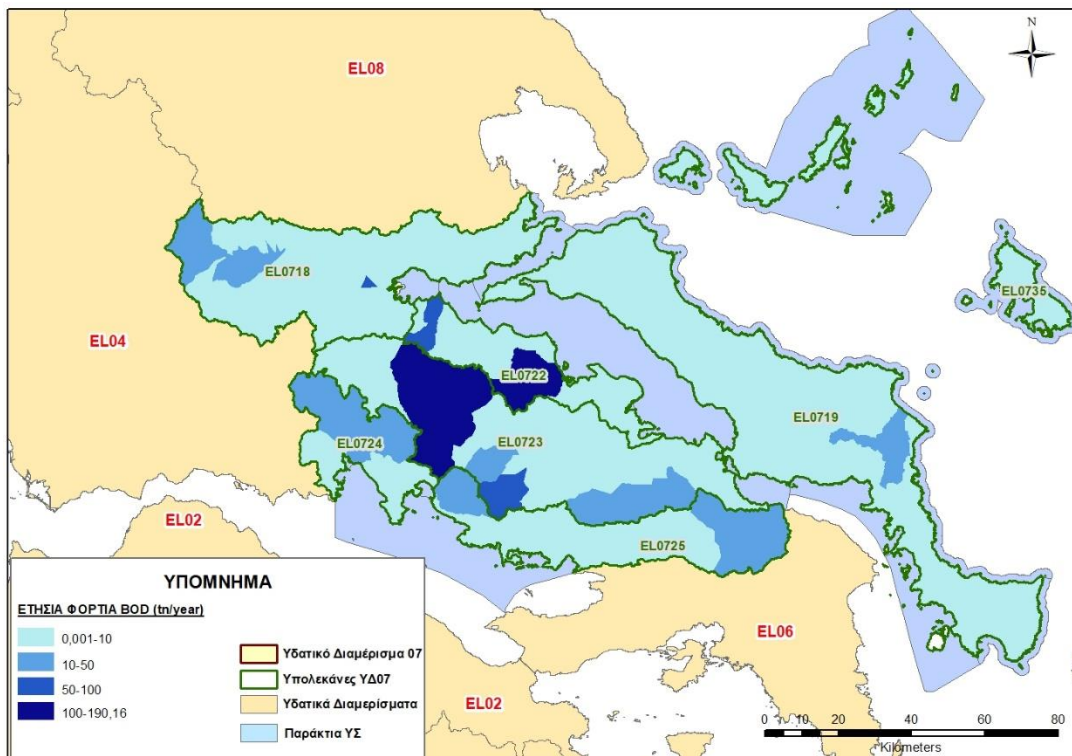 N
EL08
EL0718
EL04
EL0735
EL0722
EL0719
EL0724
EL0723
EL02
EL0725
EL06
EL02
ΥΠΟΜΝΗΜΑ
ΕΤΗΣΙΑ ΦΟΡΤΙΑ BOD (tn/year)
0,001-10
10-50
50-100
100-190,16
Υδατικό Διαμέρισμα 07
Υπολεκάνες ΥΔ07
Υδατικά Διαμερίσματα
Παράκτια ΥΣ
0 10 20 40 60 80
Kilometers